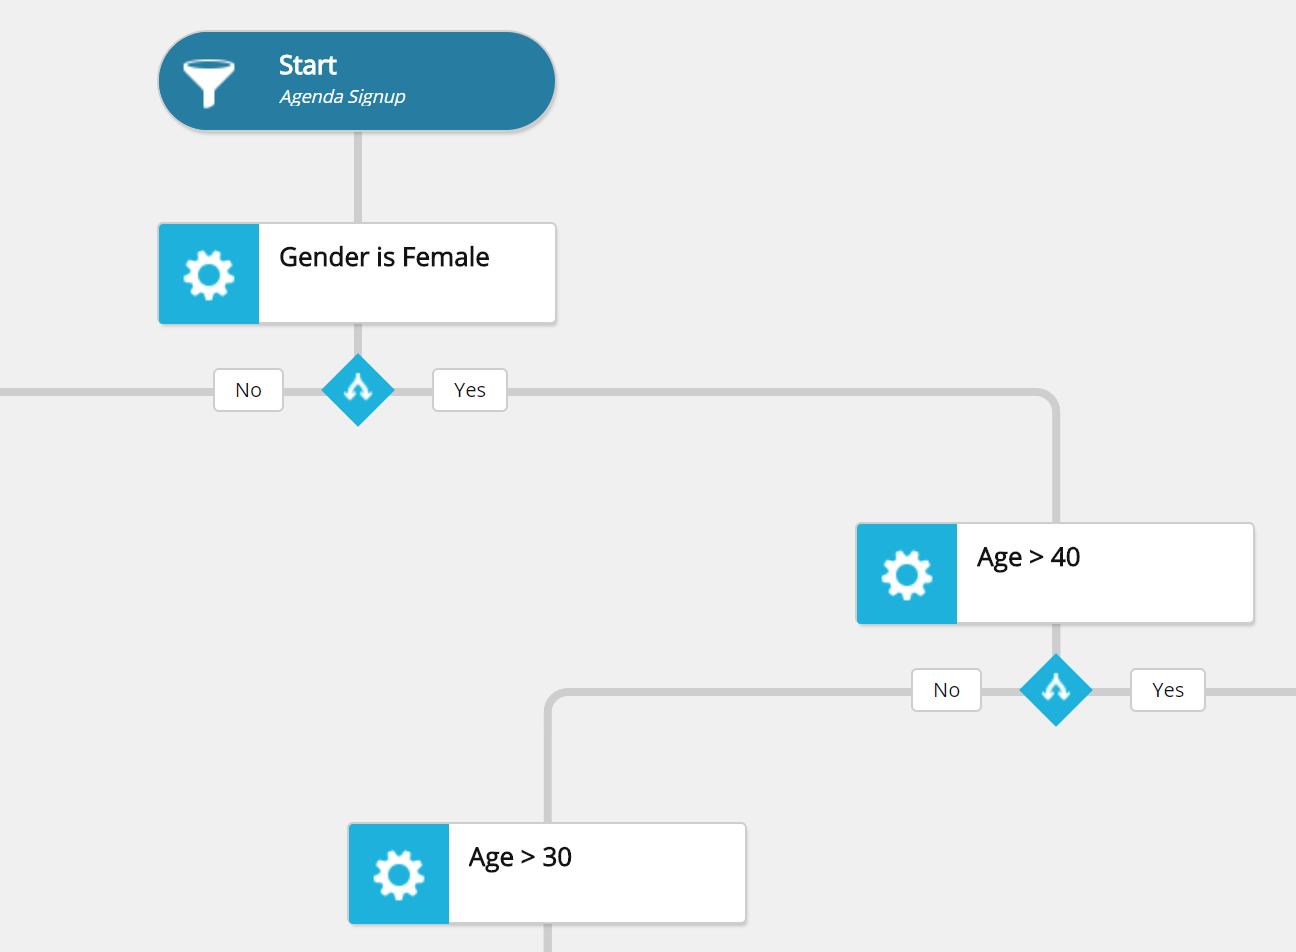 Start
Agenda Signup
Gender is Female
No
Yes
Age > 40
No
Yes
Age > 30